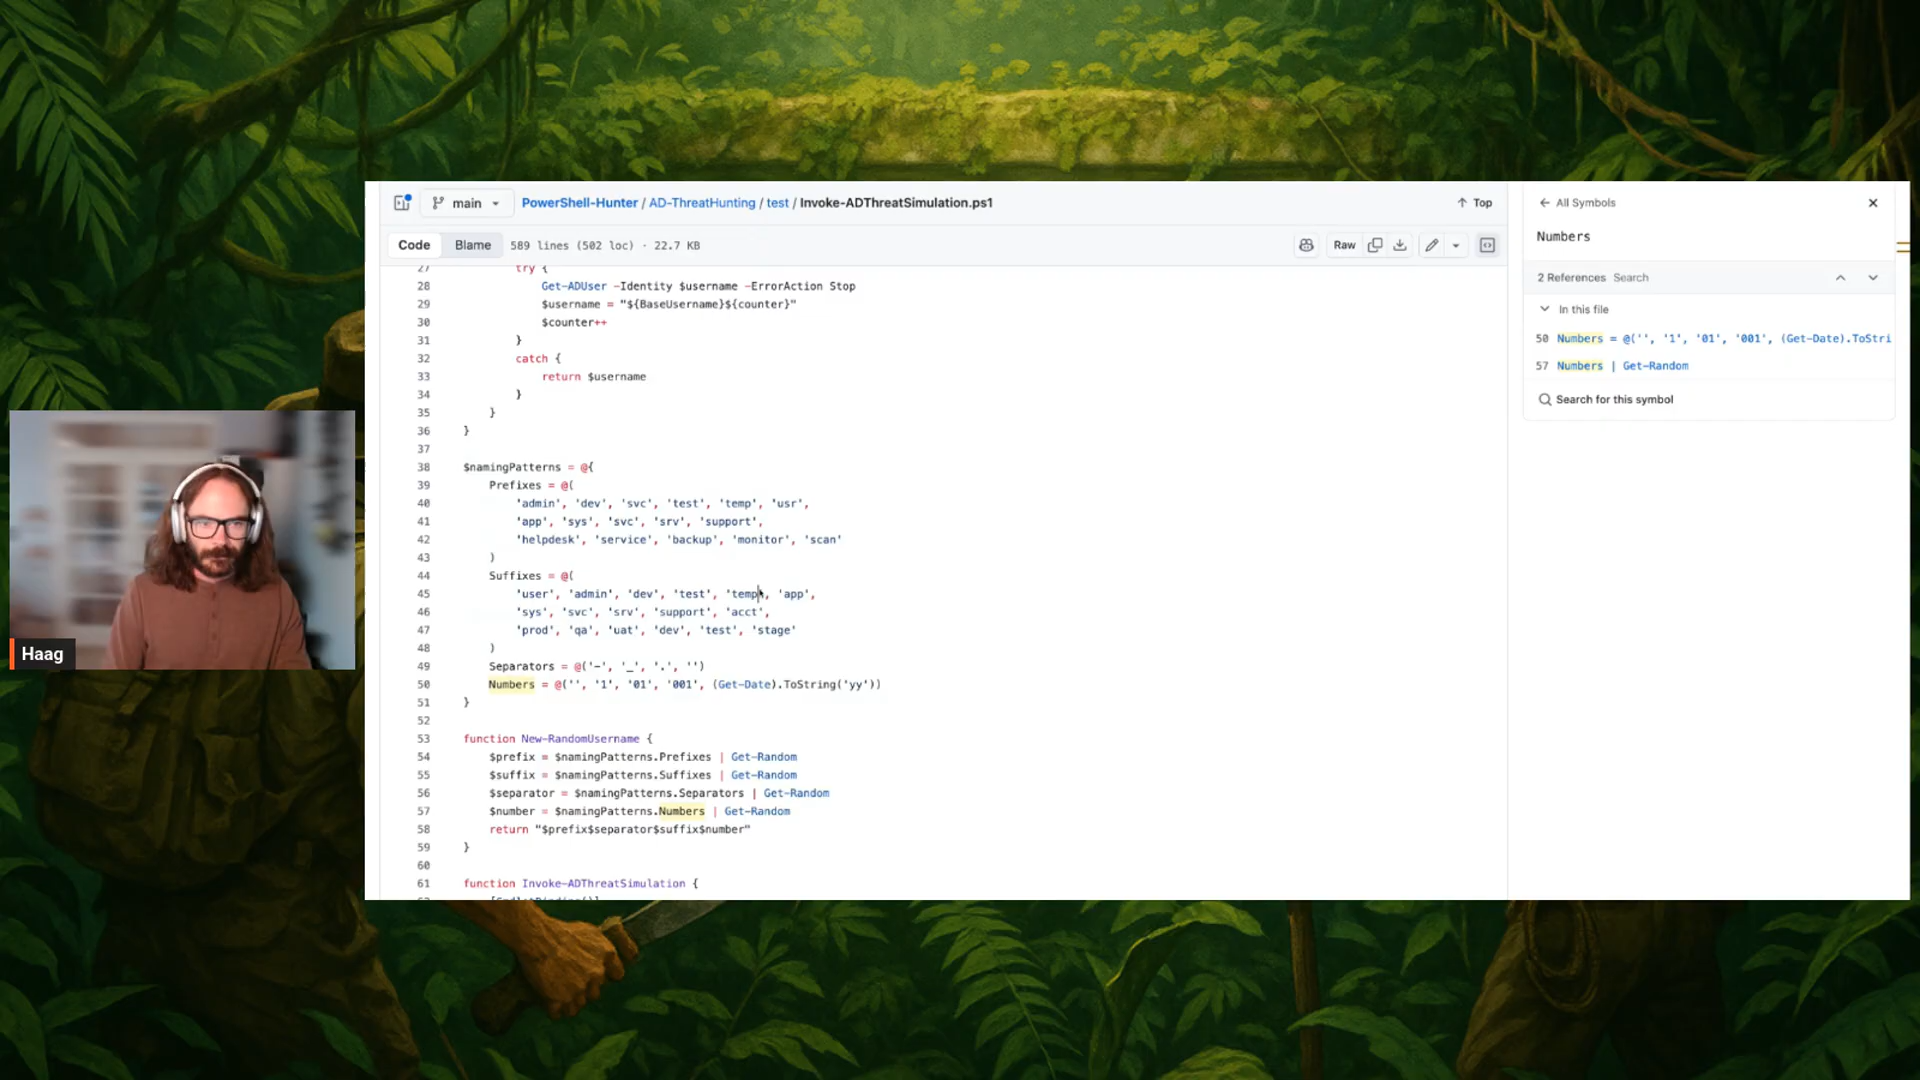 main
PowerShell-Hunter / AD-ThreatHunting / test / Invoke-ADThreatSimulation.ps1
Top
Code Blame 589 lines (502 loc) · 22.7 KB
Raw
27 try {
28 Get-ADUser -Identity $username -ErrorAction Stop
29 $username = "${BaseUsername}${counter}"
30 $counter++
31 }
32 catch {
33 return $username
34 }
35 }
36 }
37
38 $namingPatterns = @{
39 Prefixes = @(
40 'admin', 'dev', 'svc', 'test', 'temp', 'usr',
41 'app', 'sys', 'svc', 'srv', 'support',
42 'helpdesk', 'service', 'backup', 'monitor', 'scan'
43 )
44 Suffixes = @(
45 'user', 'admin', 'dev', 'test', 'temp', 'app',
46 'sys', 'svc', 'srv', 'support', 'acct',
47 'prod', 'qa', 'uat', 'dev', 'test', 'stage'
48 )
49 Separators = @('-', '_', '.', '')
50 Numbers = @('', '1', '01', '001', (Get-Date).ToString('yy'))
51 }
52
53 function New-RandomUsername {
54 $prefix = $namingPatterns.Prefixes | Get-Random
55 $suffix = $namingPatterns.Suffixes | Get-Random
56 $separator = $namingPatterns.Separators | Get-Random
57 $number = $namingPatterns.Numbers | Get-Random
58 return "$prefix$separator$suffix$number"
59 }
60
61 function Invoke-ADThreatSimulation {
All Symbols
Numbers
2 References Search
In this file
50 Numbers = @('', '1', '01', '001', (Get-Date).ToStri
57 Numbers | Get-Random
Search for this symbol
Haag